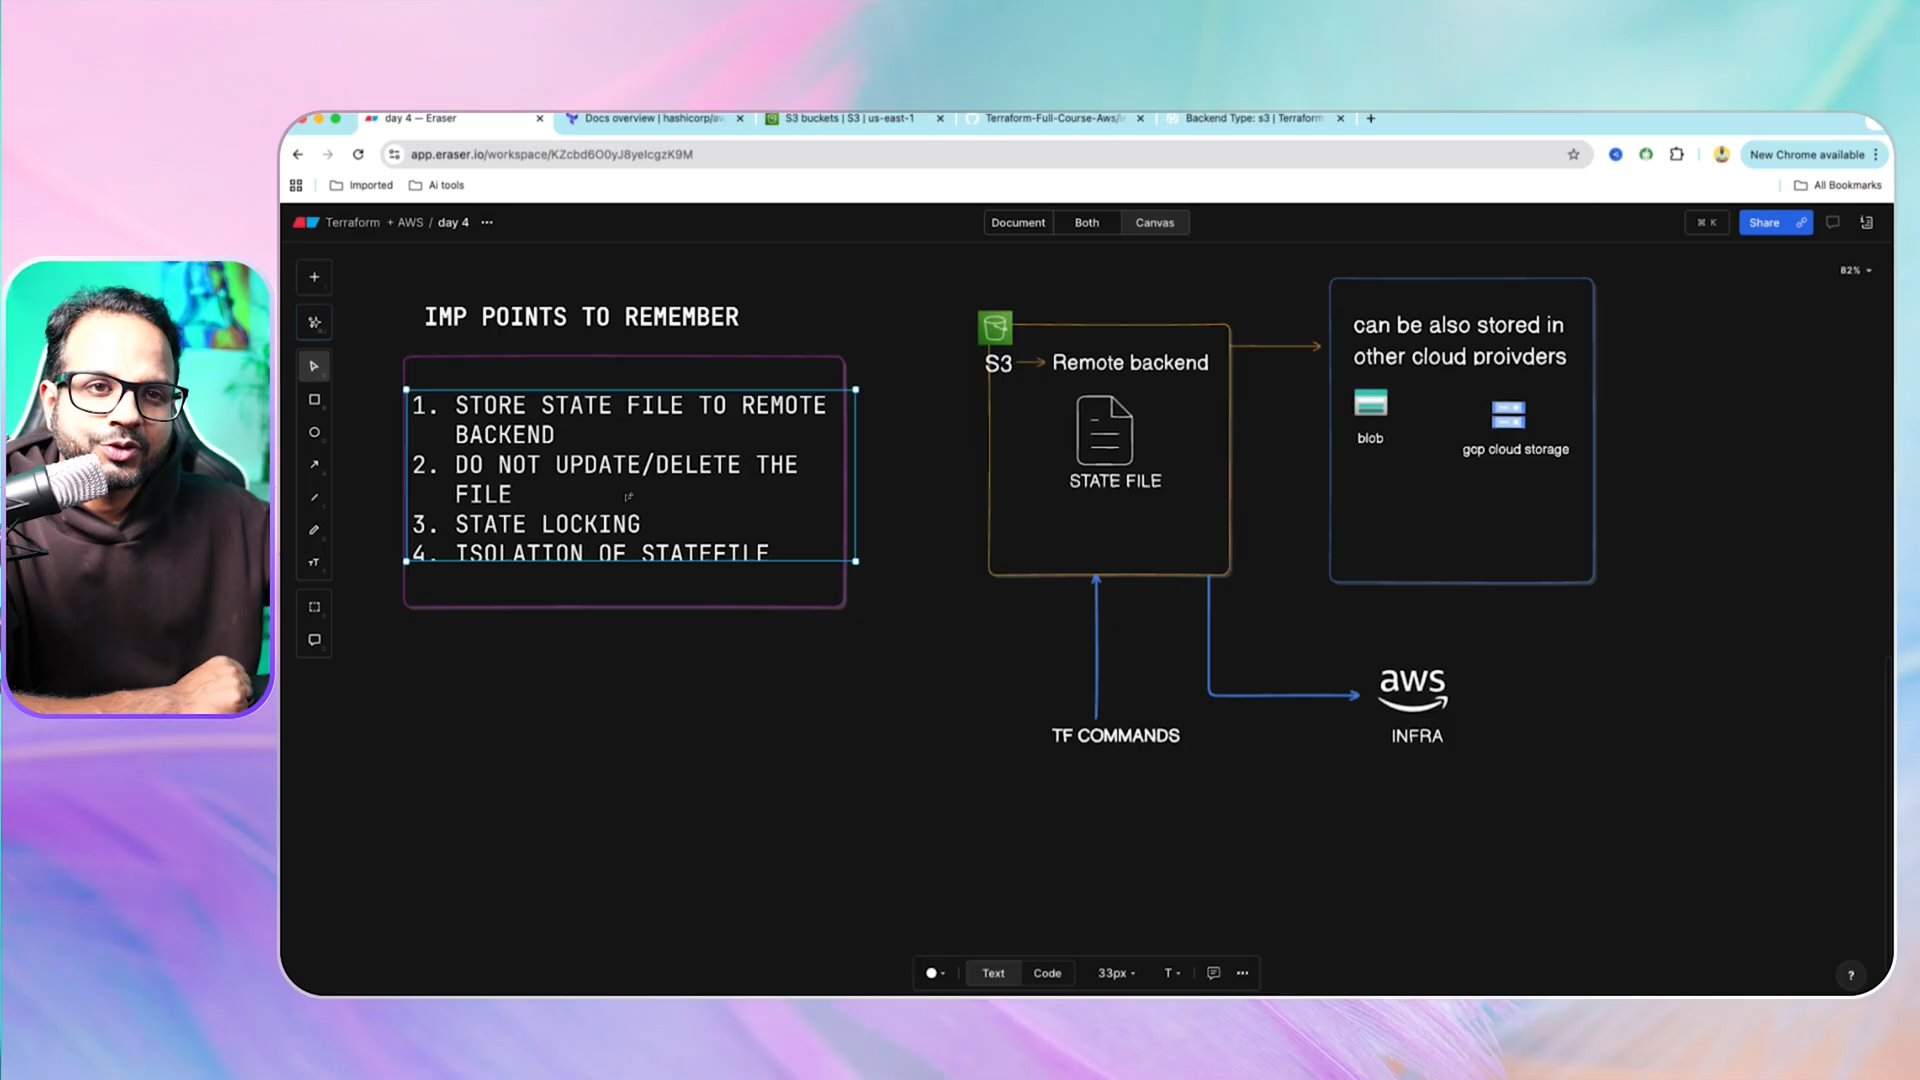 day 4 — Eraser
Docs overview | hashicorp/aw
S3 buckets | S3 | us-east-1
Terraform-Full-Course-Aws/le
Backend Type: s3 | Terraform
app.eraser.io/workspace/KZcbd6O0yJ8yelcgzK9M
New Chrome available
Imported
Ai tools
All Bookmarks
Terraform + AWS / day 4
Document
Both
Canvas
⌘ K
Share
82%
IMP POINTS TO REMEMBER
1. STORE STATE FILE TO REMOTE
BACKEND
2. DO NOT UPDATE/DELETE THE
FILE
3. STATE LOCKING
4. ISOLATION OF STATEFILE
S3
Remote backend
STATE FILE
can be also stored in
other cloud proivders
blob
gcp cloud storage
TF COMMANDS
aws
INFRA
Text
Code
33px
T
?